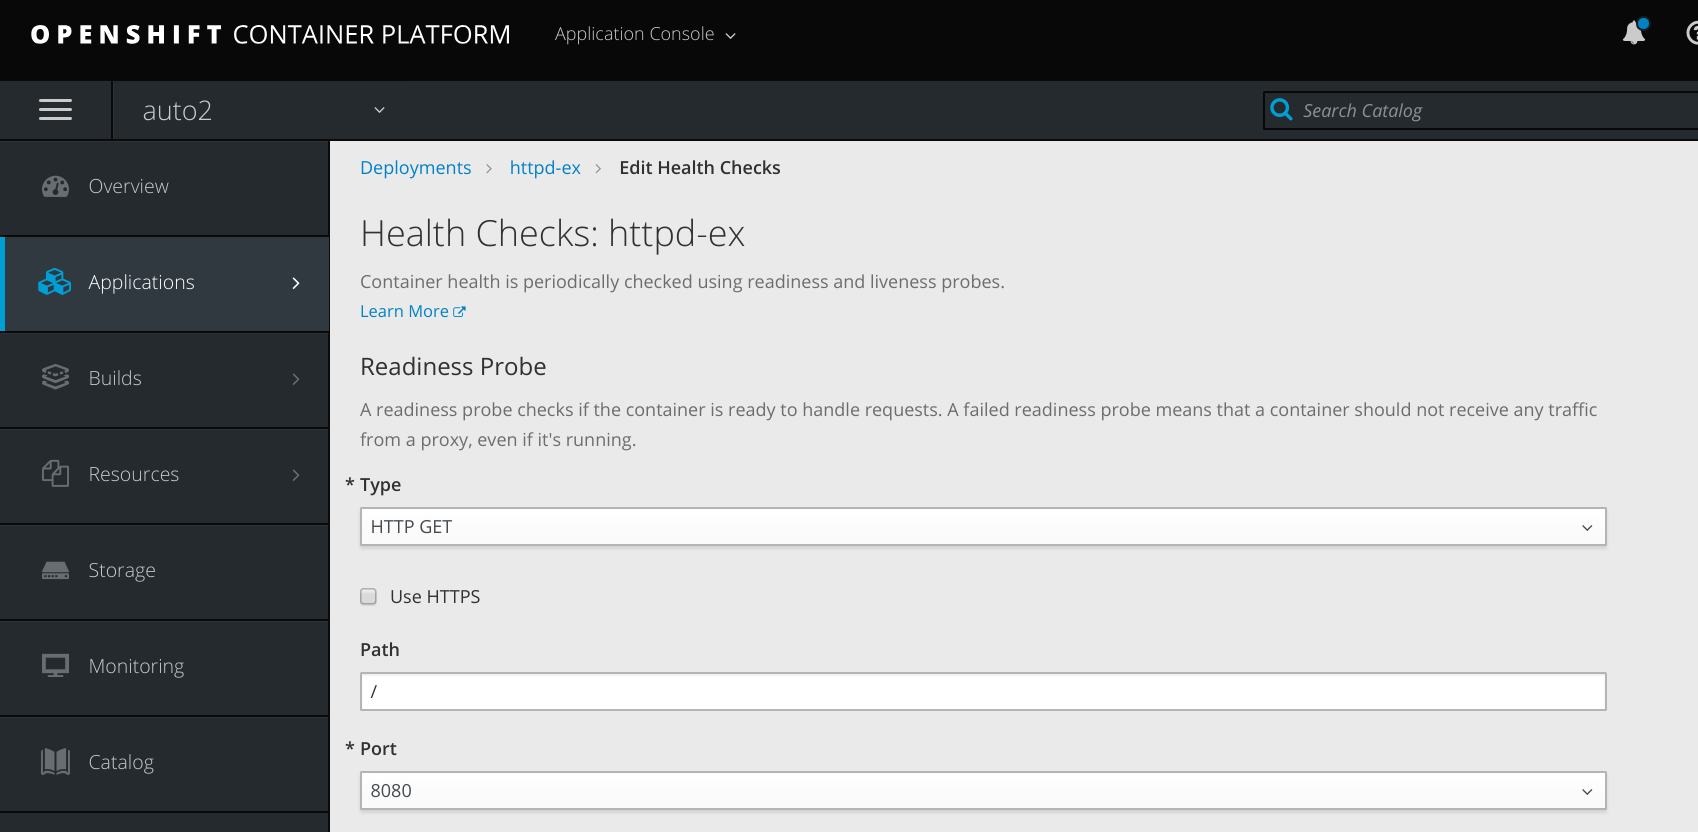 OPENSHIFT CONTAINER PLATFORM
Application Console
auto2
Search Catalog
Overview
Applications
Builds
Resources
Storage
Monitoring
Catalog
Deployments > httpd-ex > Edit Health Checks
Health Checks: httpd-ex
Container health is periodically checked using readiness and liveness probes.
Learn More
Readiness Probe
A readiness probe checks if the container is ready to handle requests. A failed readiness probe means that a container should not receive any traffic
from a proxy, even if it's running.
* Type
HTTP GET
Use HTTPS
Path
/
* Port
8080